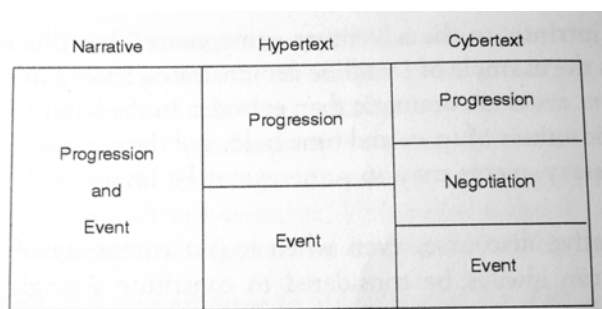 Narrative
Hypertext
Cybertext
Progression
and
Event
Progression
Event
Progression
Negotiation
Event